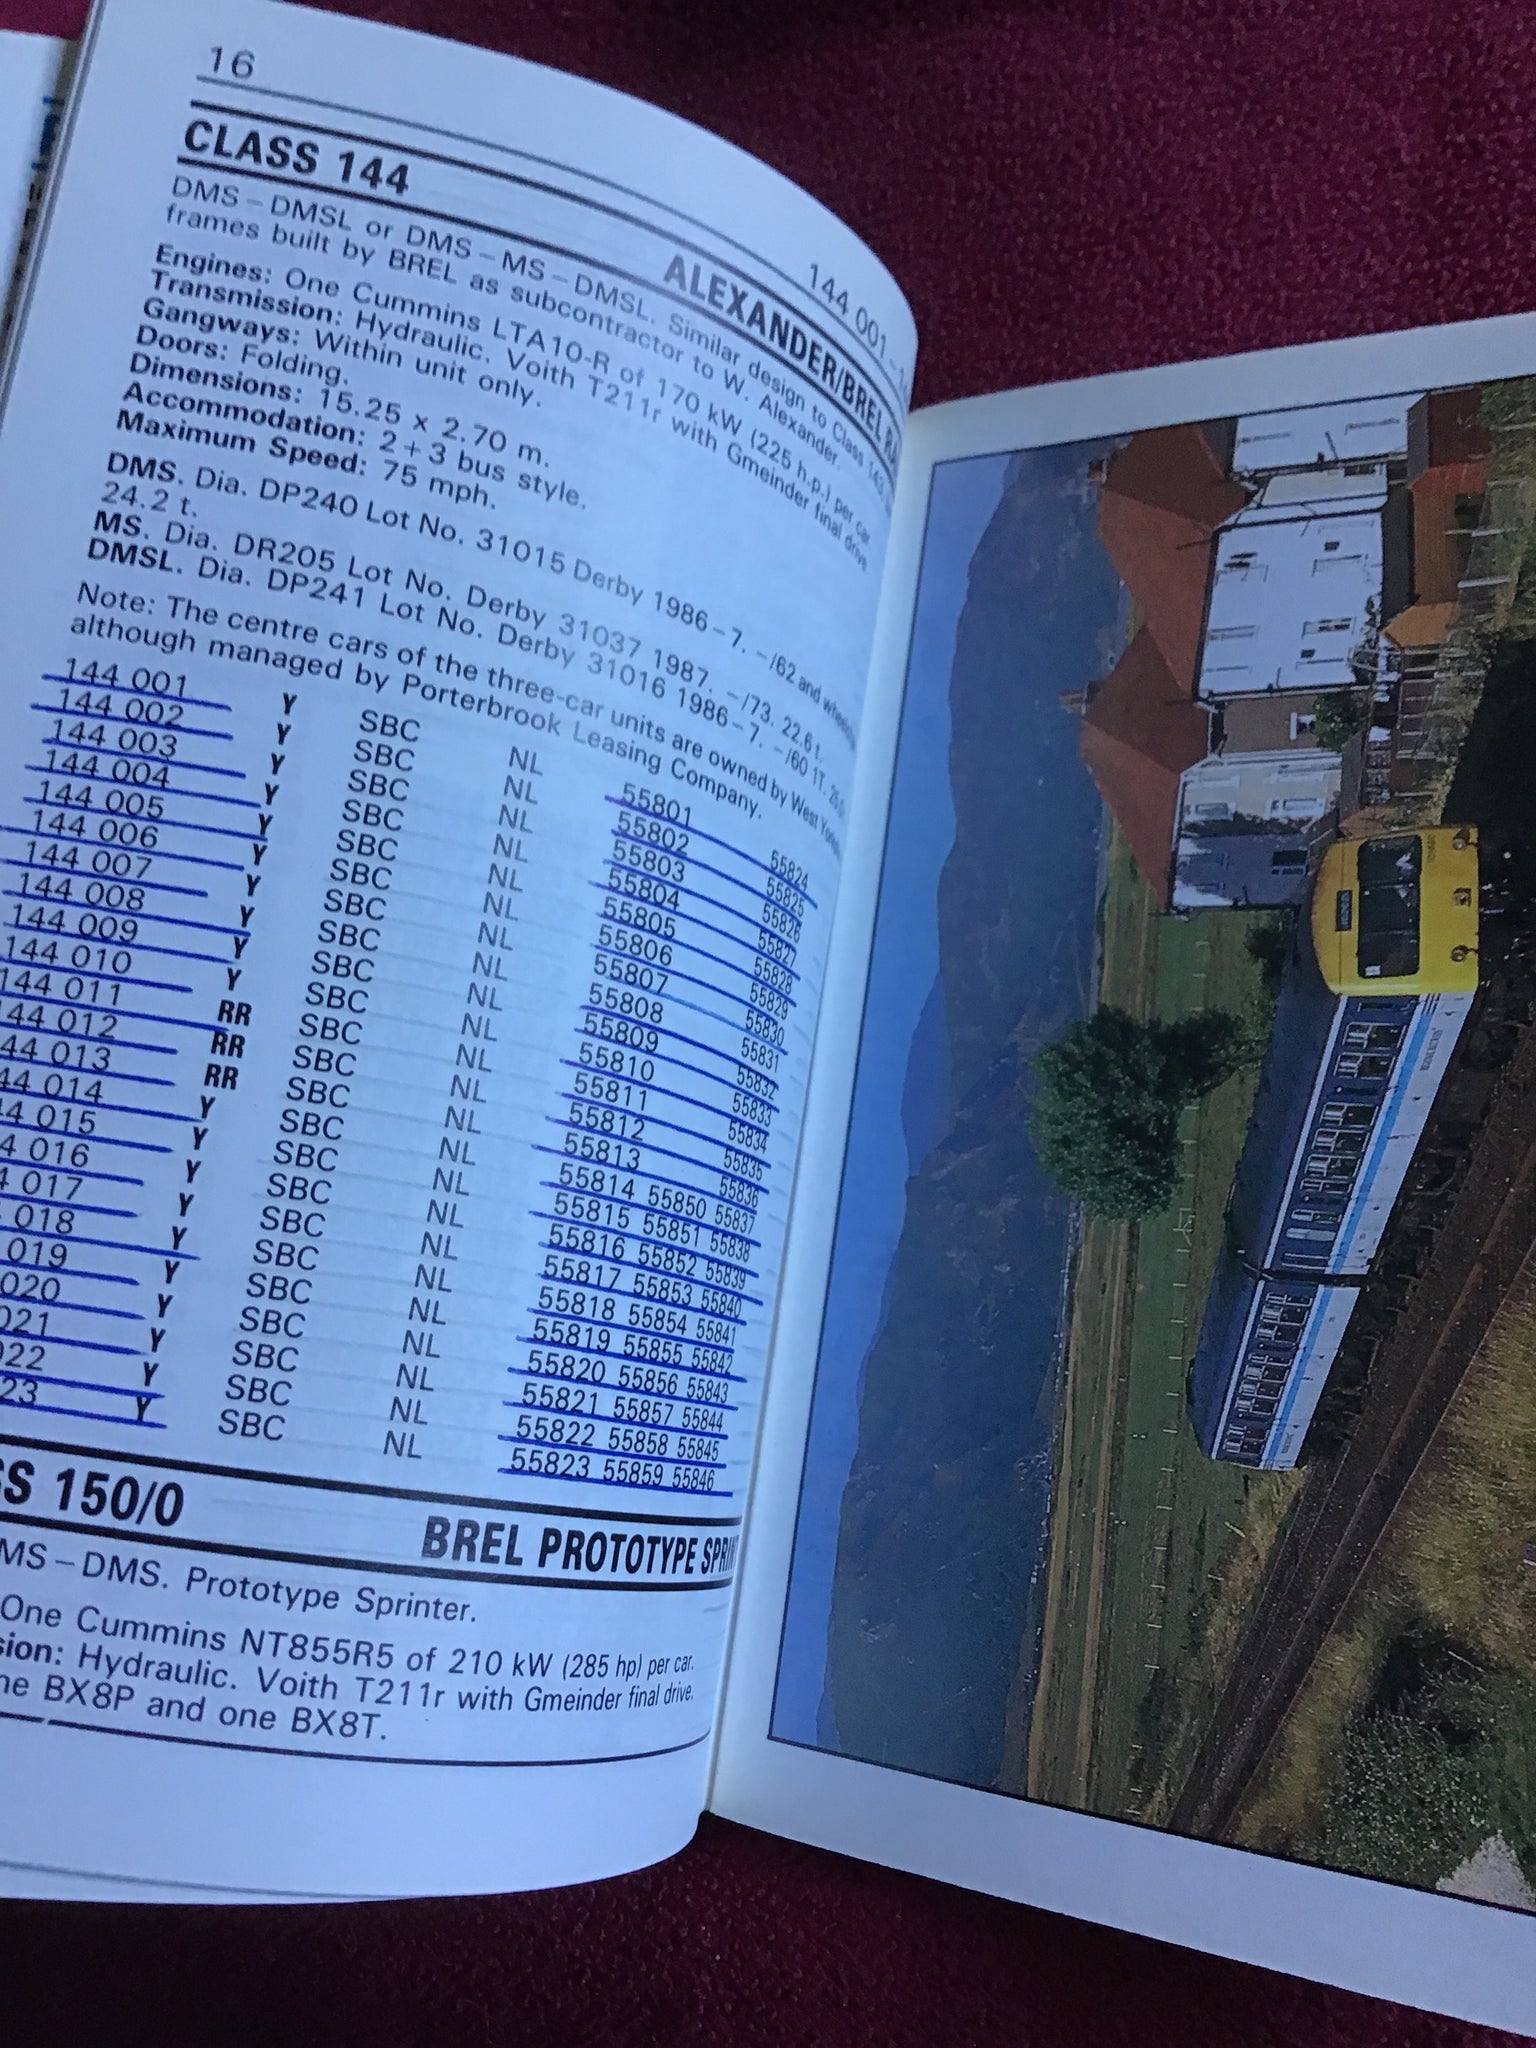 16
144 001–
CLASS 144
ALEXANDER/BREL
DMS – DMSL or DMS – MS – DMSL. Similar design to Class 143
frames built by BREL as subcontractor to W. Alexander.
Engines: One Cummins LTA10-R of 170 kW (225 h.p.) per car.
Transmission: Hydraulic. Voith T211r with Gmeinder final drive.
Gangways: Within unit only.
Doors: Folding.
Dimensions: 15.25 x 2.70 m.
Accommodation: 2 + 3 bus style.
Maximum Speed: 75 mph.
DMS. Dia. DP240 Lot No. 31015 Derby 1986 – 7. –/62 and
24.2 t.
MS. Dia. DR205 Lot No. Derby 31037 1987. –/73. 22.6 t.
DMSL. Dia. DP241 Lot No. Derby 31016 1986 – 7. –/60 1T.
Note: The centre cars of the three-car units are owned by West
although managed by Porterbrook Leasing Company.
144 001 Y SBC NL 55801 55824
144 002 Y SBC NL 55802 55825
144 003 Y SBC NL 55803 55826
144 004 Y SBC NL 55804 55827
144 005 Y SBC NL 55805 55828
144 006 Y SBC NL 55806 55829
144 007 Y SBC NL 55807 55830
144 008 Y SBC NL 55808 55831
144 009 Y SBC NL 55809 55832
144 010 Y SBC NL 55810 55833
144 011 RR SBC NL 55811 55834
44 012 RR SBC NL 55812 55835
44 013 RR SBC NL 55813 55836
44 014 Y SBC NL 55814 55850 55837
4 015 Y SBC NL 55815 55851 55838
4 016 Y SBC NL 55816 55852 55839
4 017 Y SBC NL 55817 55853 55840
018 Y SBC NL 55818 55854 55841
019 Y SBC NL 55819 55855 55842
020 Y SBC NL 55820 55856 55843
021 Y SBC NL 55821 55857 55844
022 Y SBC NL 55822 55858 55845
23 Y SBC NL 55823 55859 55846
SS 150/0
BREL PROTOTYPE SPRINT
MS – DMS. Prototype Sprinter.
One Cummins NT855R5 of 210 kW (285 hp) per car.
sion: Hydraulic. Voith T211r with Gmeinder final drive.
ne BX8P and one BX8T.